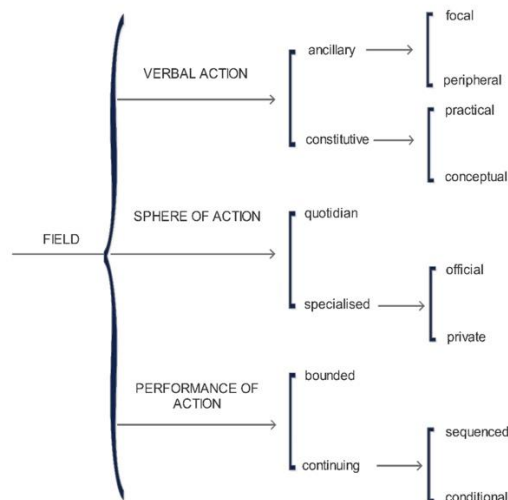 focal
ancillary
VERBAL ACTION
peripheral
practical
constitutive
conceptual
SPHERE OF ACTION
quotidian
FIELD
official
specialised
private
bounded
PERFORMANCE OF
ACTION
sequenced
continuing
conditional